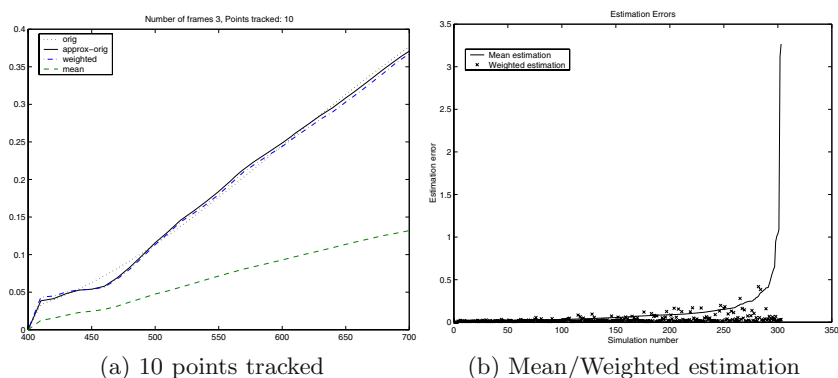 Number of frames 3, Points tracked: 10
0.4
0.35
0.3
0.25
0.2
0.15
0.1
0.05
0
orig
approx-orig
weighted
mean
400 450 500 550 600 650 700
(a) 10 points tracked
Estimation Errors
3.5
3
2.5
2
1.5
1
0.5
0
Estimation error
Mean estimation
Weighted estimation
0 50 100 150 200 250 300 350 400
Simulation number
(b) Mean/Weighted estimation